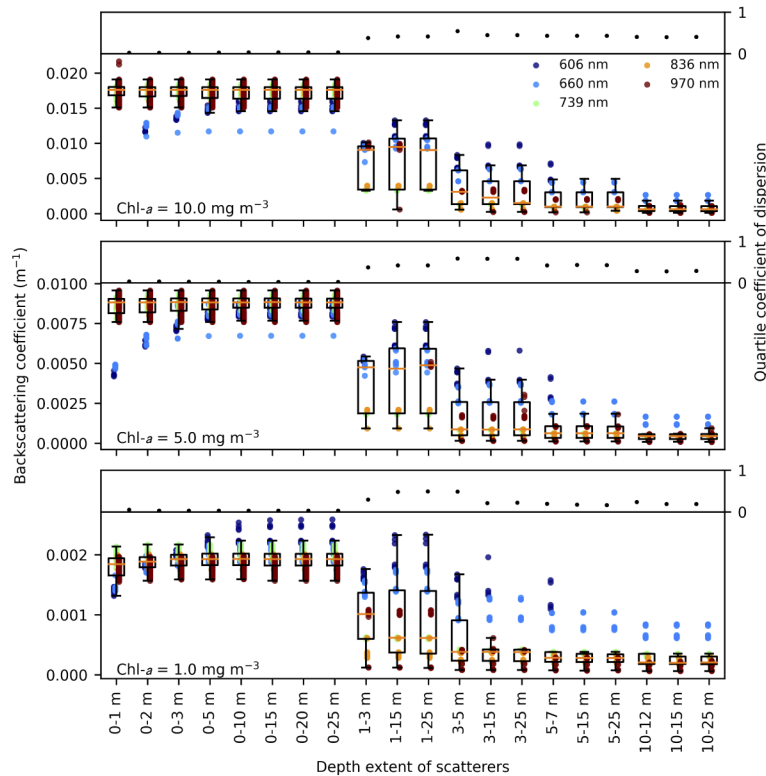 1
0
606 nm
836 nm
660 nm
970 nm
739 nm
0.020
0.015
0.010
0.005
0.000
Chl-a = 10.0 mg m⁻³
1
0
0.0100
0.0075
0.0050
0.0025
0.0000
Chl-a = 5.0 mg m⁻³
1
0
0.002
0.001
0.000
Chl-a = 1.0 mg m⁻³
Backscattering coefficient (m⁻¹)
Quartile coefficient of dispersion
0-1 m
0-2 m
0-3 m
0-5 m
0-10 m
0-15 m
0-20 m
0-25 m
1-3 m
1-15 m
1-25 m
3-5 m
3-15 m
3-25 m
5-7 m
5-15 m
5-25 m
10-12 m
10-15 m
10-25 m
Depth extent of scatterers